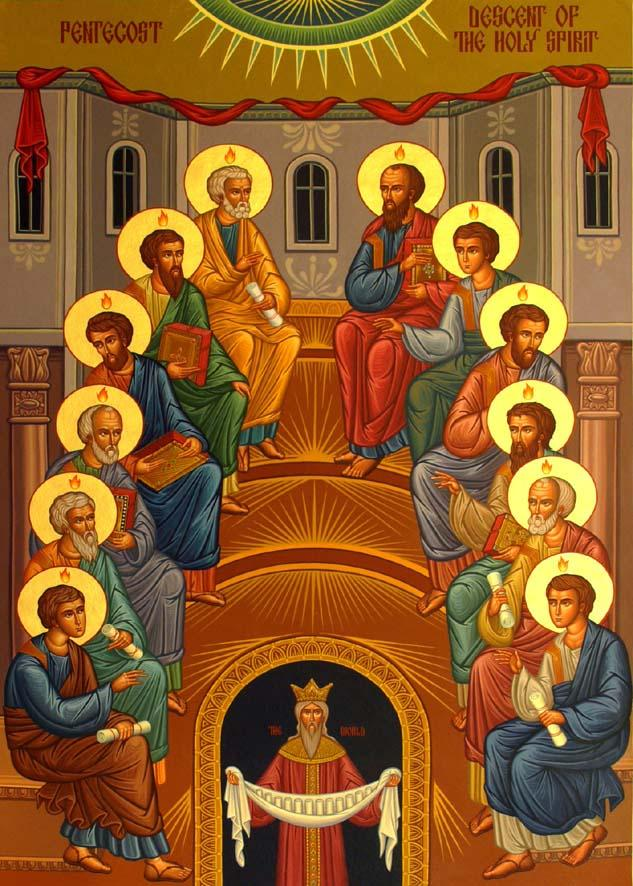 PENTECOST
DESCENT OF
THE HOLY SPIRIT
THE WORLD